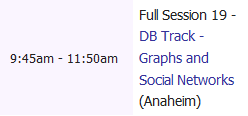 9:45am - 11:50am
Full Session 19 -
DB Track -
Graphs and
Social Networks
(Anaheim)